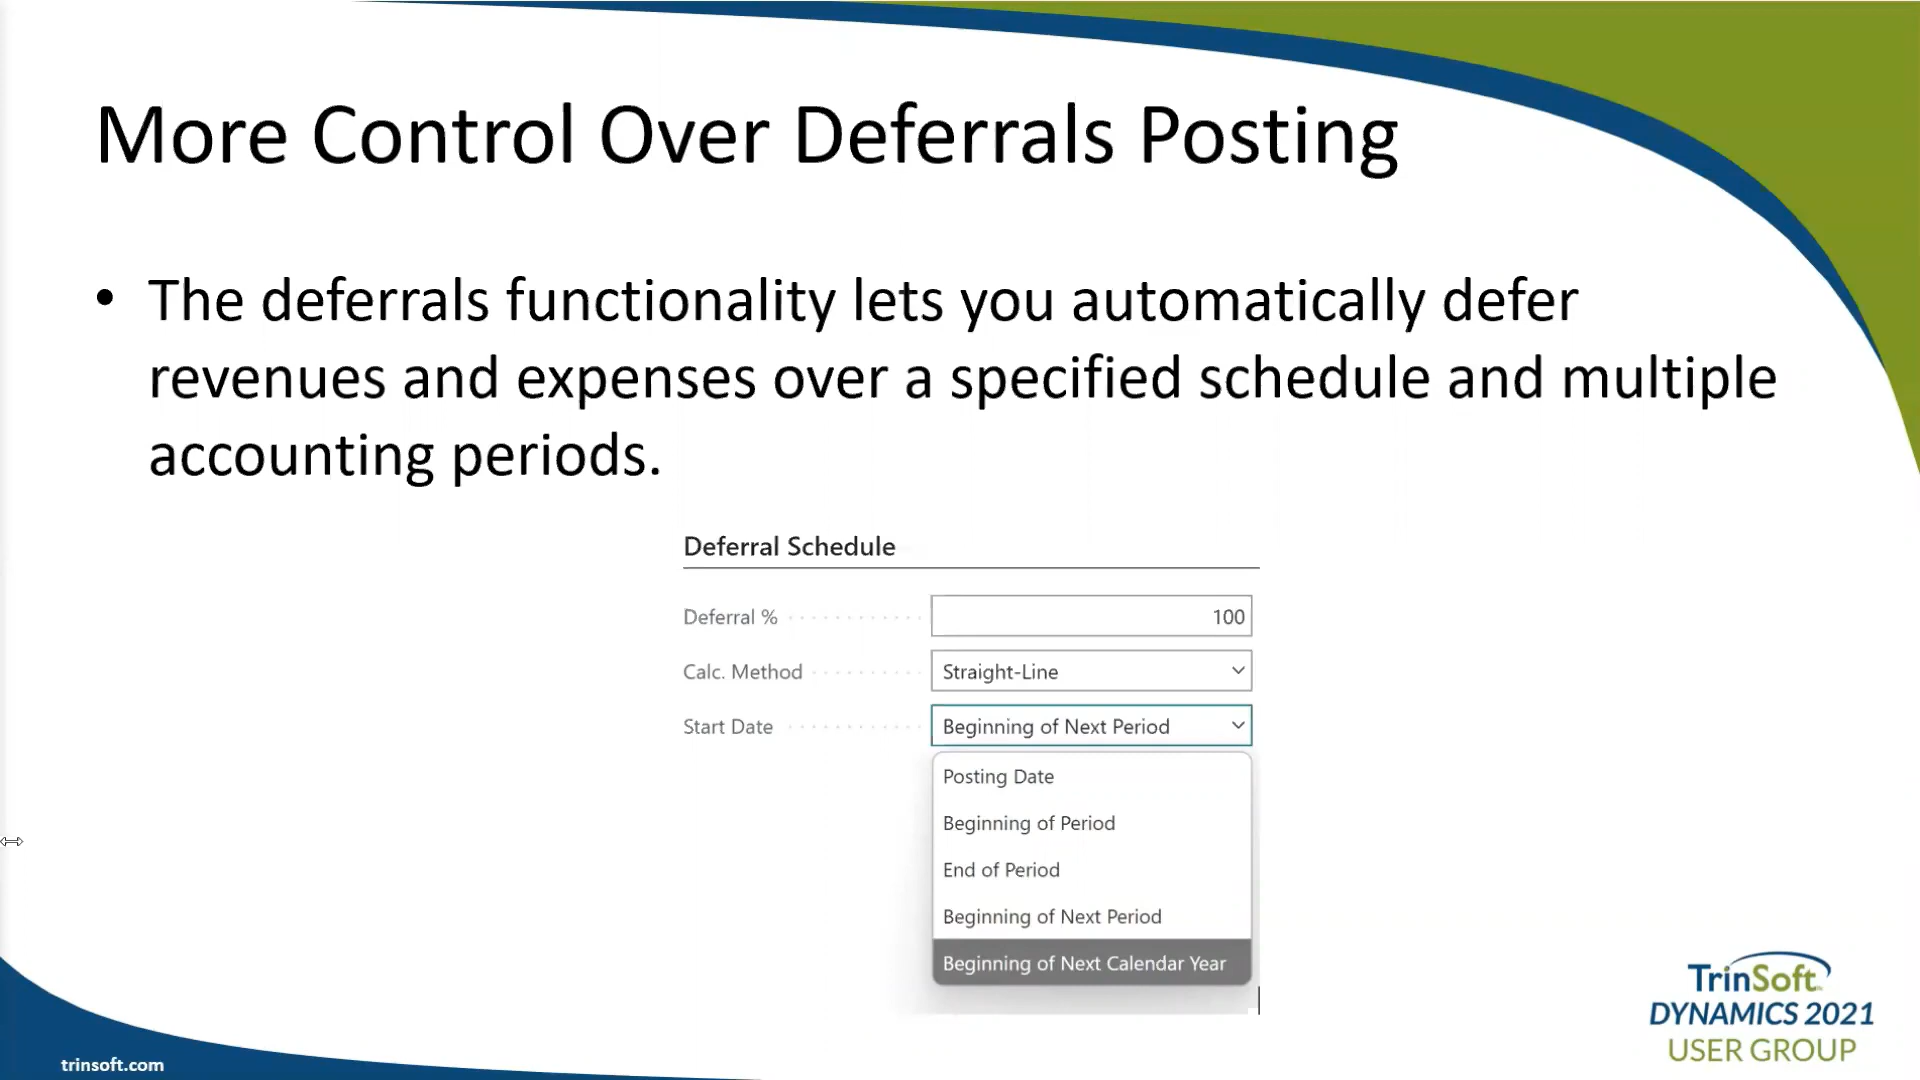 More Control Over Deferrals Posting
• The deferrals functionality lets you automatically defer
revenues and expenses over a specified schedule and multiple
accounting periods.
Deferral Schedule
Deferral % 100
Calc. Method Straight-Line
Start Date Beginning of Next Period
Posting Date
Beginning of Period
End of Period
Beginning of Next Period
Beginning of Next Calendar Year
TrinSoft
DYNAMICS 2021
USER GROUP
trinsoft.com